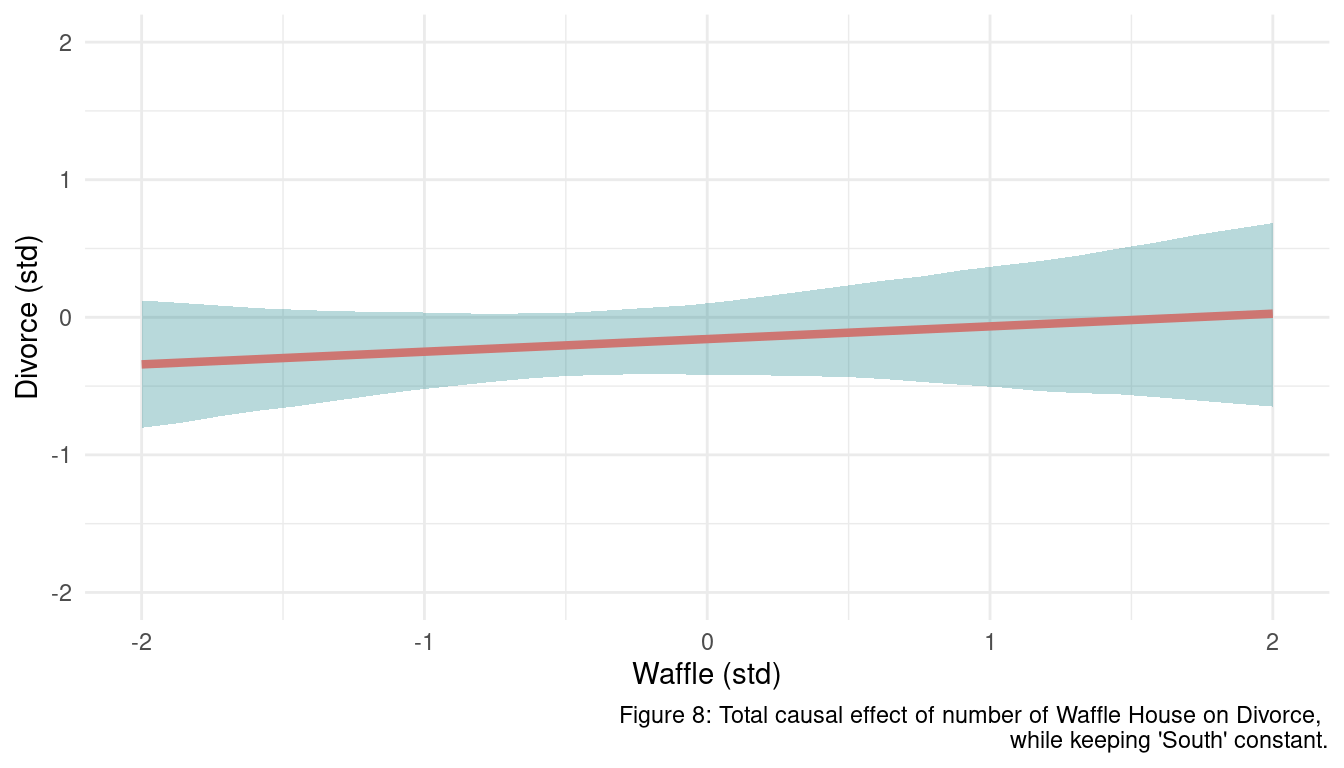 2
1
0
-1
-2
Divorce (std)
-2
-1
0
1
2
Waffle (std)
Figure 8: Total causal effect of number of Waffle House on Divorce,
while keeping 'South' constant.